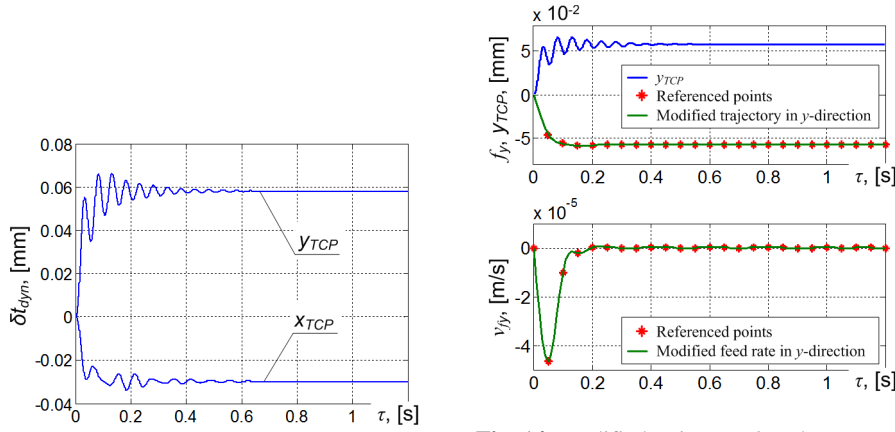 0.08
0.06
0.04
0.02
0
-0.02
-0.04
δt_dyn, [mm]
y_TCP
x_TCP
0 0.2 0.4 0.6 0.8 1 τ, [s]
x 10^-2
5
0
-5
f_y, y_TCP, [mm]
y_TCP
Referenced points
Modified trajectory in y-direction
0 0.2 0.4 0.6 0.8 1 τ, [s]
x 10^-5
0
-2
-4
v_fy, [m/s]
Referenced points
Modified feed rate in y-direction
0 0.2 0.4 0.6 0.8 1 τ, [s]